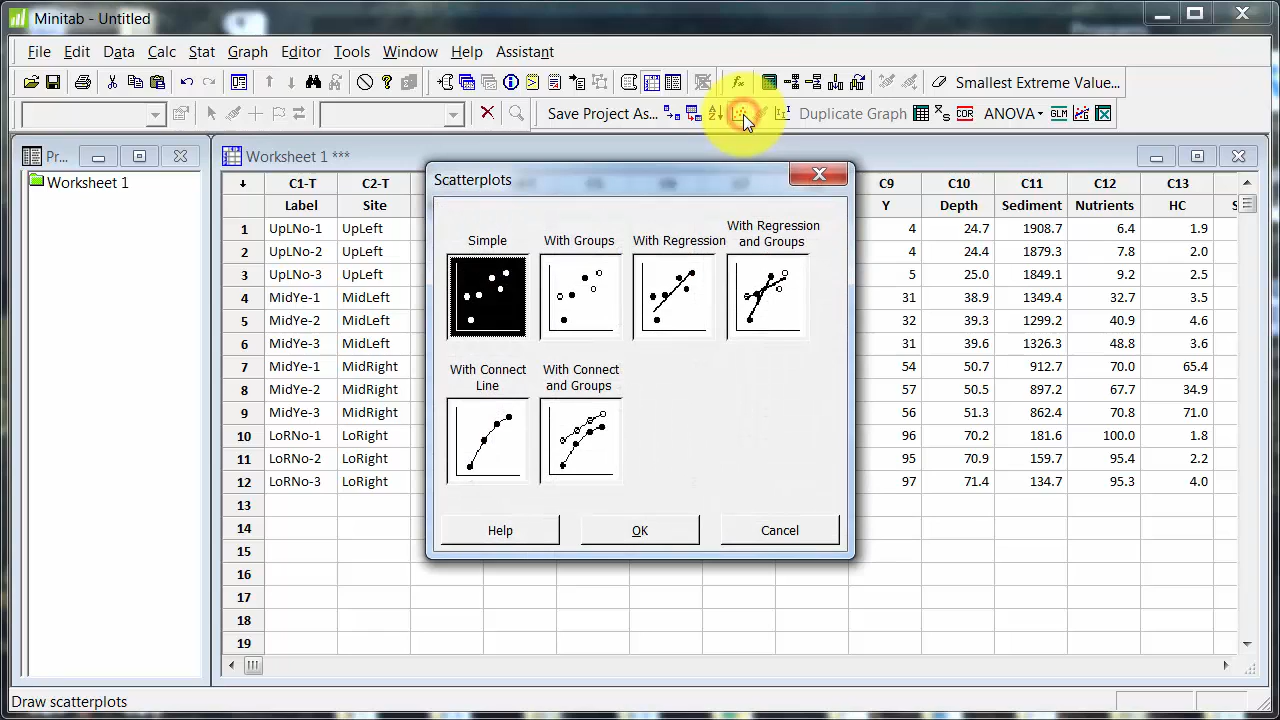 Minitab - Untitled
File Edit Data Calc Stat Graph Editor Tools Window Help Assistant
Smallest Extreme Value...
Save Project As... Duplicate Graph COR ANOVA GLM
Pr... Worksheet 1 ***
Worksheet 1
Scatterplots
Simple With Groups With Regression With Regression and Groups
With Connect Line With Connect and Groups
Help OK Cancel
C1-T C2-T C9 C10 C11 C12 C13
Label Site Y Depth Sediment Nutrients HC S
1 UpLNo-1 UpLeft 4 24.7 1908.7 6.4 1.9
2 UpLNo-2 UpLeft 4 24.4 1879.3 7.8 2.0
3 UpLNo-3 UpLeft 5 25.0 1849.1 9.2 2.5
4 MidYe-1 MidLeft 31 38.9 1349.4 32.7 3.5
5 MidYe-2 MidLeft 32 39.3 1299.2 40.9 4.6
6 MidYe-3 MidLeft 31 39.6 1326.3 48.8 3.6
7 MidYe-1 MidRight 54 50.7 912.7 70.0 65.4
8 MidYe-2 MidRight 57 50.5 897.2 67.7 34.9
9 MidYe-3 MidRight 56 51.3 862.4 70.8 71.0
10 LoRNo-1 LoRight 96 70.2 181.6 100.0 1.8
11 LoRNo-2 LoRight 95 70.9 159.7 95.4 2.2
12 LoRNo-3 LoRight 97 71.4 134.7 95.3 4.0
13
14
15
16
17
18
19
Draw scatterplots